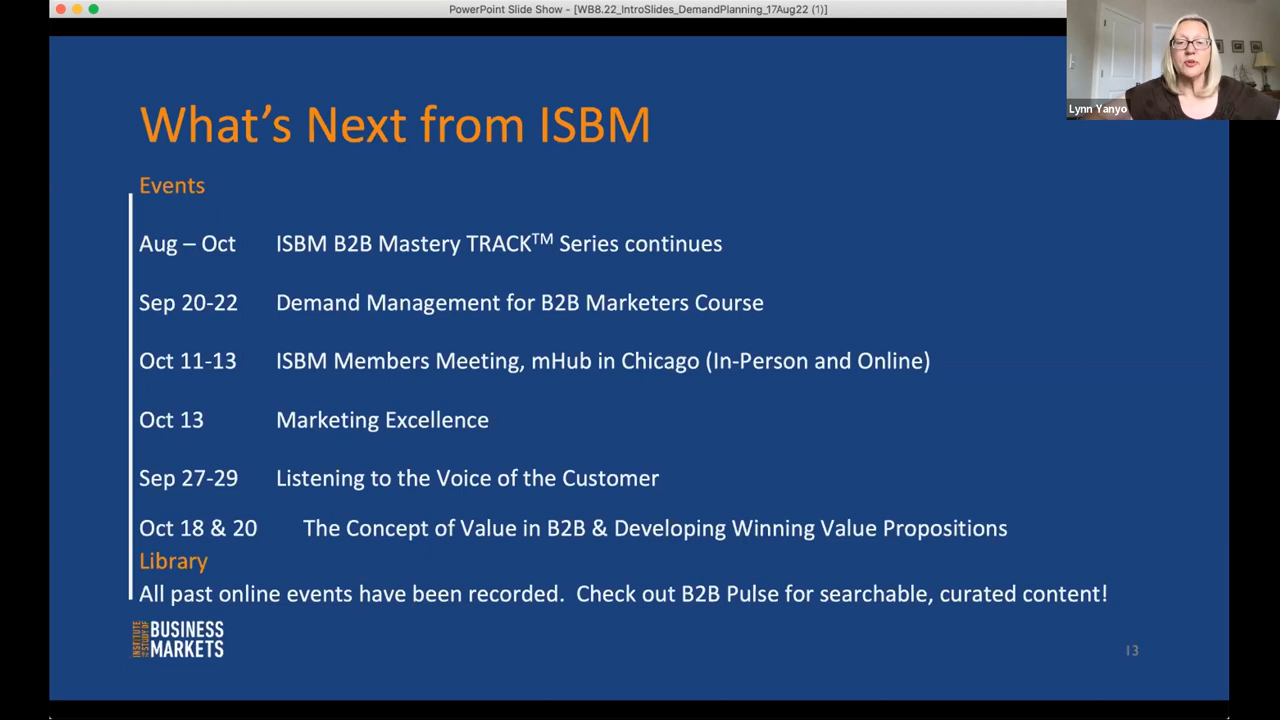 PowerPoint Slide Show - [WB8.22_IntroSlides_DemandPlanning_17Aug22 (1)]
Lynn Yanyo
What's Next from ISBM
Events
Aug – Oct ISBM B2B Mastery TRACK™ Series continues
Sep 20-22 Demand Management for B2B Marketers Course
Oct 11-13 ISBM Members Meeting, mHub in Chicago (In-Person and Online)
Oct 13 Marketing Excellence
Sep 27-29 Listening to the Voice of the Customer
Oct 18 & 20 The Concept of Value in B2B & Developing Winning Value Propositions
Library
All past online events have been recorded.  Check out B2B Pulse for searchable, curated content!
INSTITUTE
STUDY OF
BUSINESS
MARKETS
13